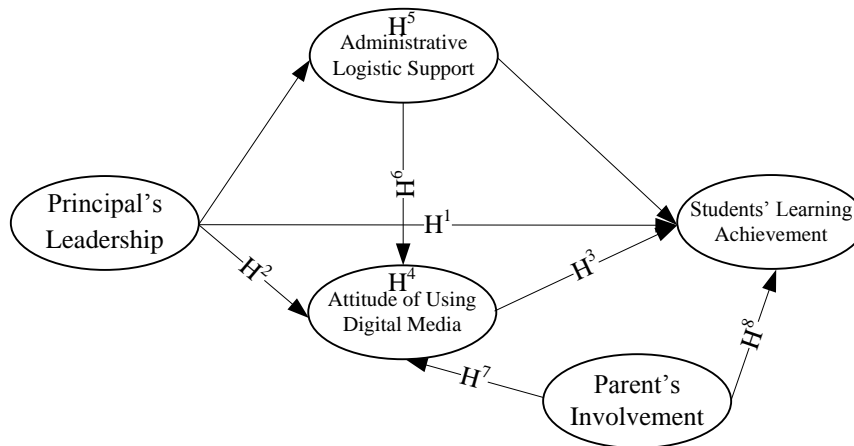 H5
Administrative
Logistic Support
H6
Principal's
Leadership
H1
Students' Learning
Achievement
H2
H3
H4
Attitude of Using
Digital Media
H7
H8
Parent's
Involvement